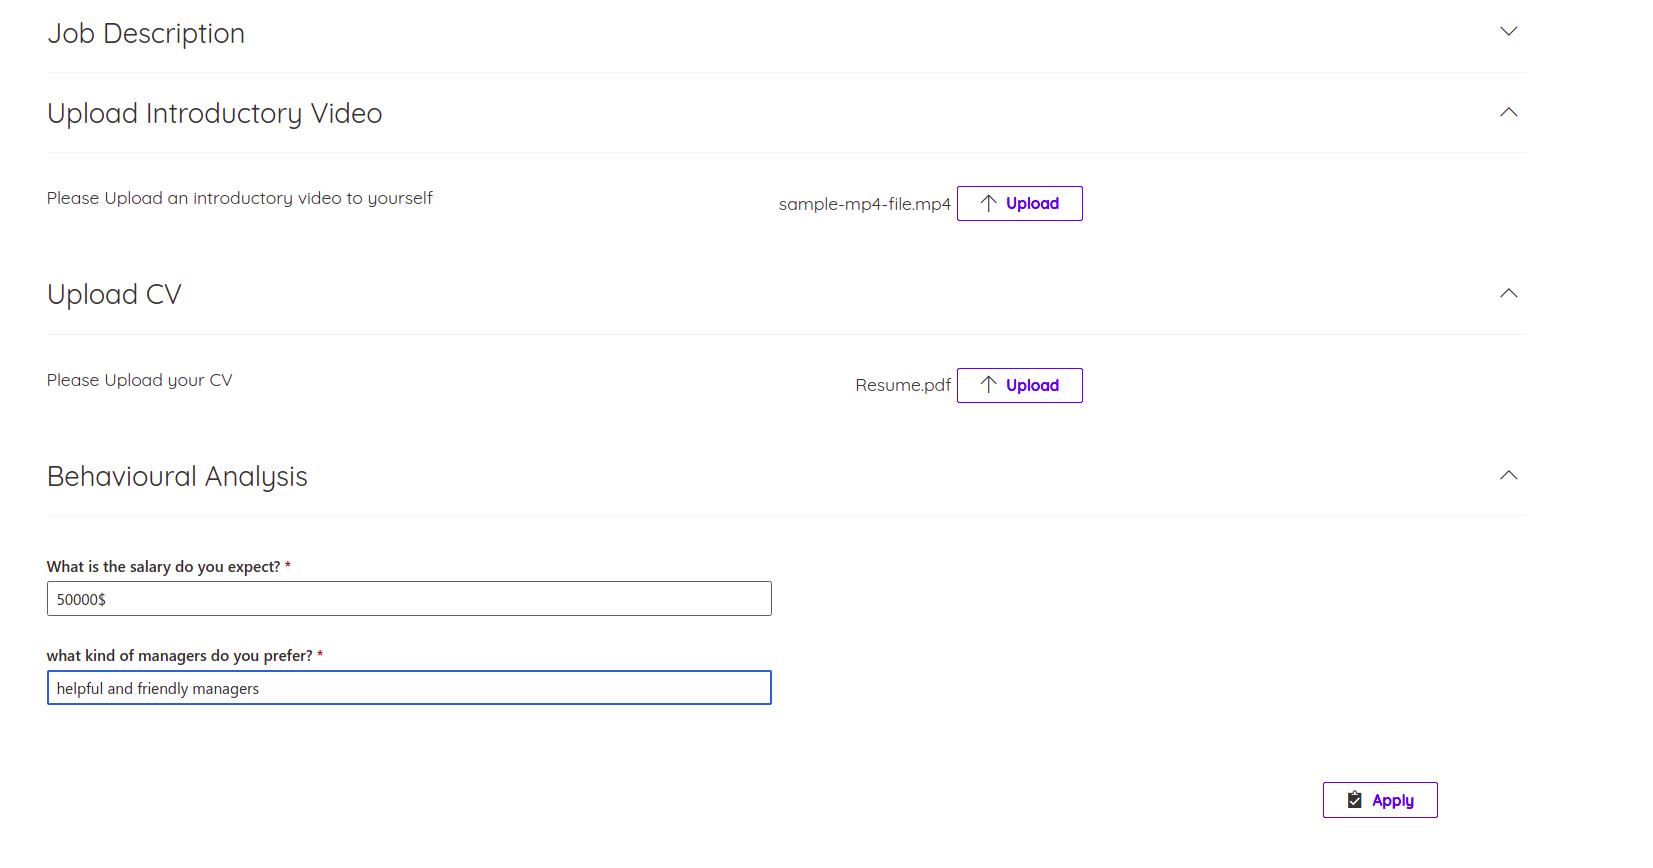 Job Description
Upload Introductory Video
Please Upload an introductory video to yourself
sample-mp4-file.mp4 Upload
Upload CV
Please Upload your CV
Resume.pdf Upload
Behavioural Analysis
What is the salary do you expect? *
50000$
what kind of managers do you prefer? *
helpful and friendly managers
Apply